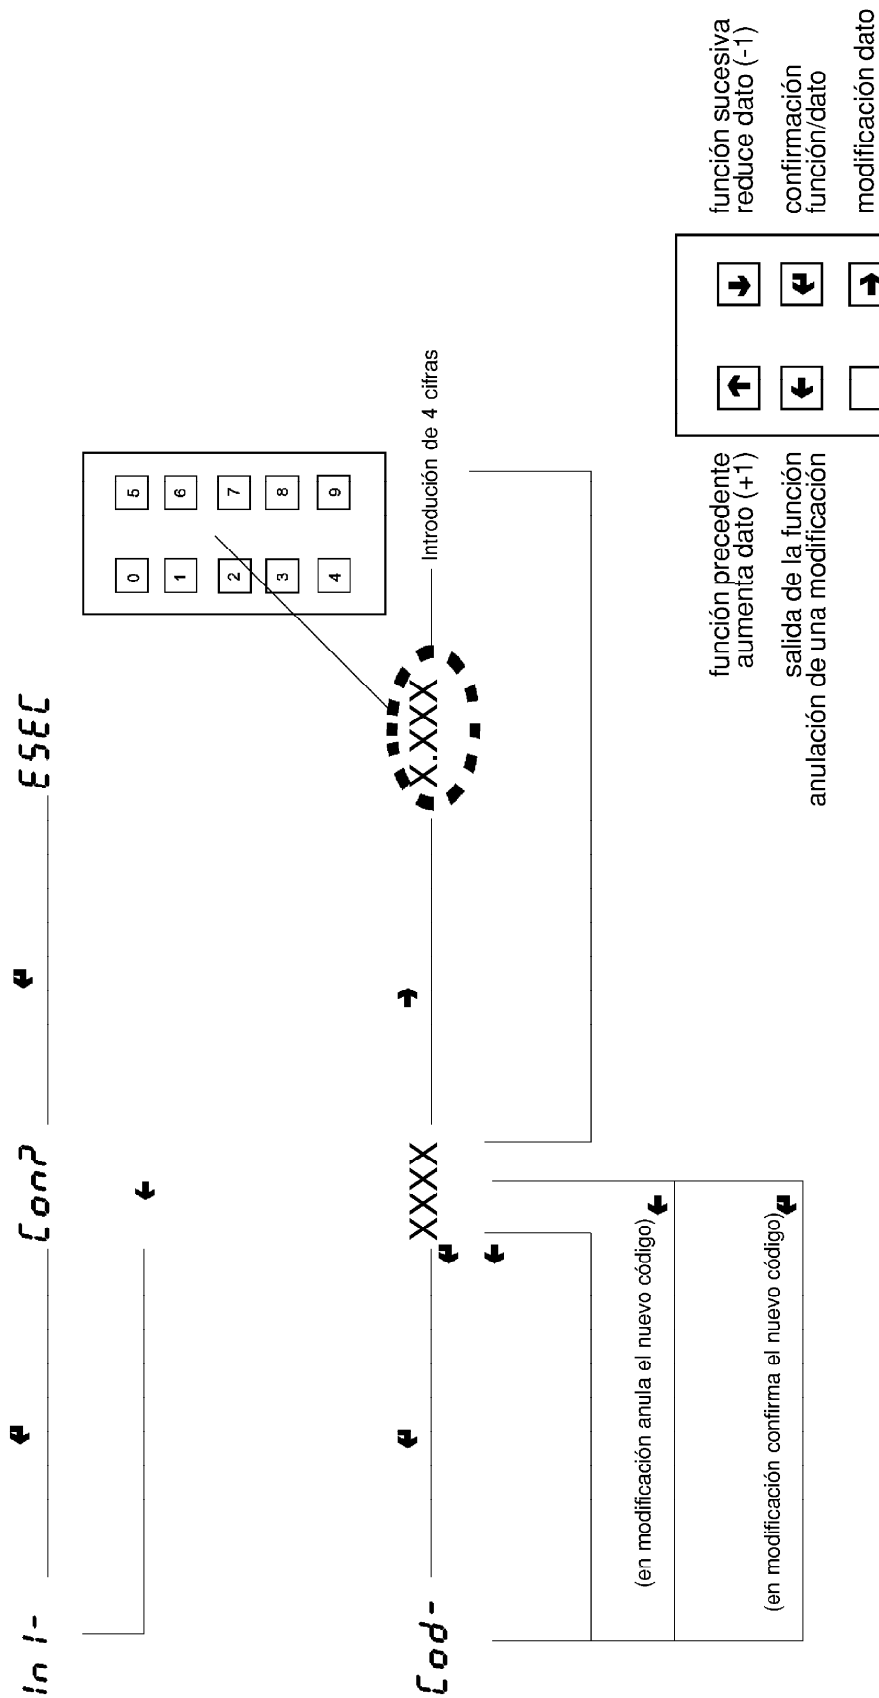 InI-
Con?
ESEC
0
5
1
6
2
7
3
8
4
9
Cod-
XXXX
X.XXX
Introdución de 4 cifras
(en modificación anula el nuevo código)
(en modificación confirma el nuevo código)
función precedente
aumenta dato (+1)
función sucesiva
reduce dato (-1)
salida de la función
anulación de una modificación
confirmación
función/dato
modificación dato